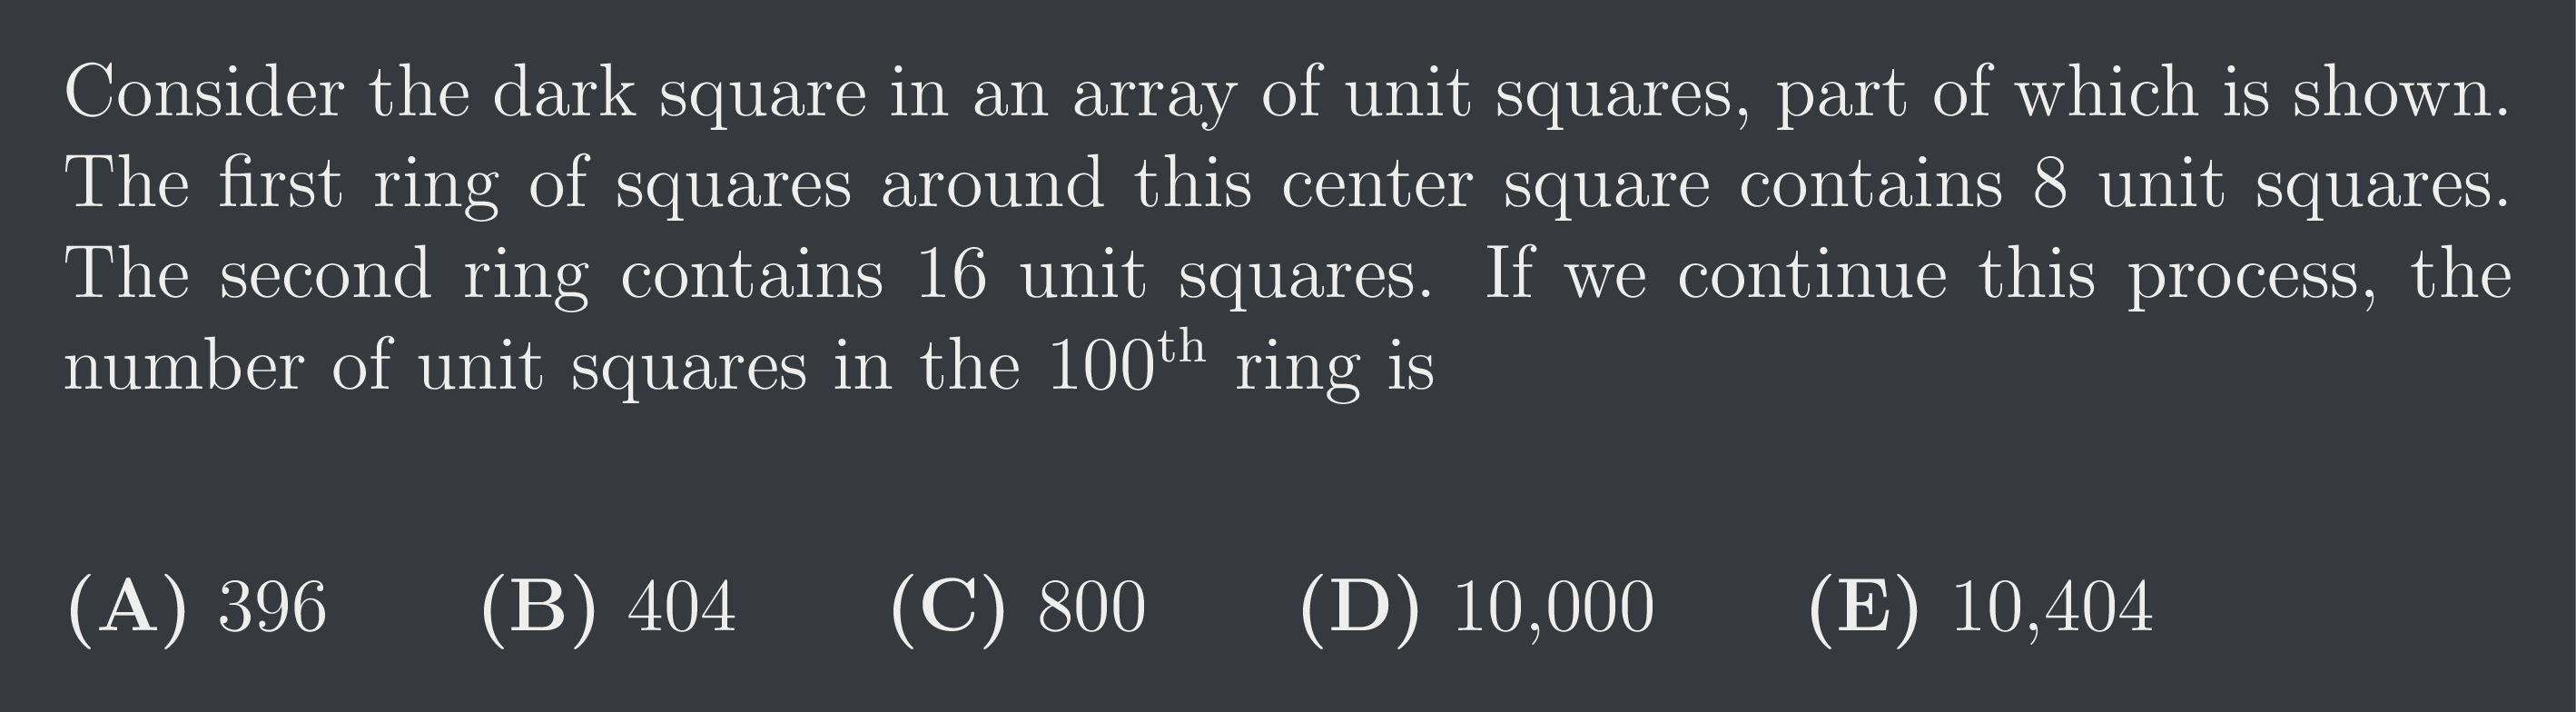 Consider the dark square in an array of unit squares, part of which is shown.
The first ring of squares around this center square contains 8 unit squares.
The second ring contains 16 unit squares. If we continue this process, the
number of unit squares in the 100th ring is
(A) 396 (B) 404 (C) 800 (D) 10,000 (E) 10,404